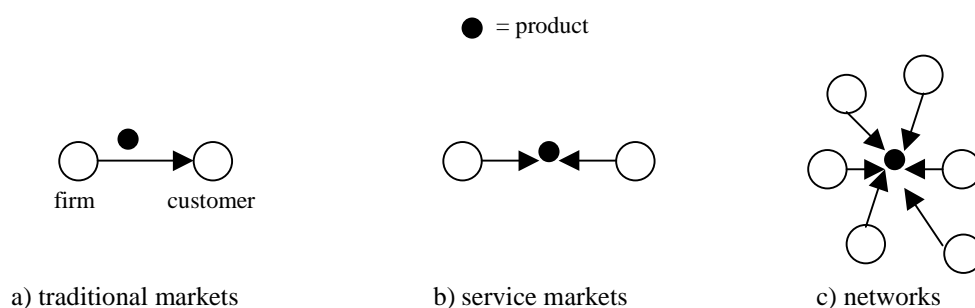 = product
firm
customer
a) traditional markets
b) service markets
c) networks